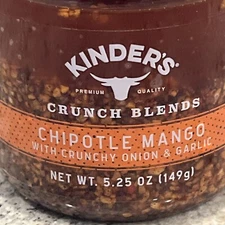 KINDER'S
PREMIUM QUALITY
CRUNCH BLENDS
CHIPOTLE MANGO
WITH CRUNCHY ONION & GARLIC
NET WT. 5.25 OZ (149g)